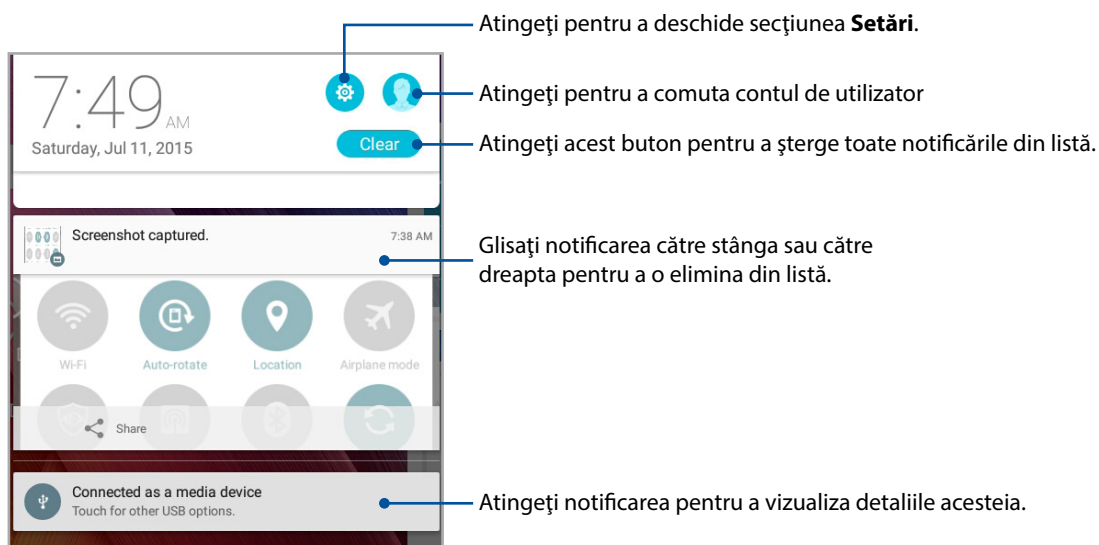 Atingeţi pentru a deschide secţiunea Setări.
7:49 AM
Saturday, Jul 11, 2015
Atingeţi pentru a comuta contul de utilizator
Clear
Atingeţi acest buton pentru a şterge toate notificările din listă.
Screenshot captured.
7:38 AM
Glisaţi notificarea către stânga sau către
dreapta pentru a o elimina din listă.
Wi-Fi
Auto-rotate
Location
Airplane mode
Share
Connected as a media device
Touch for other USB options.
Atingeţi notificarea pentru a vizualiza detaliile acesteia.